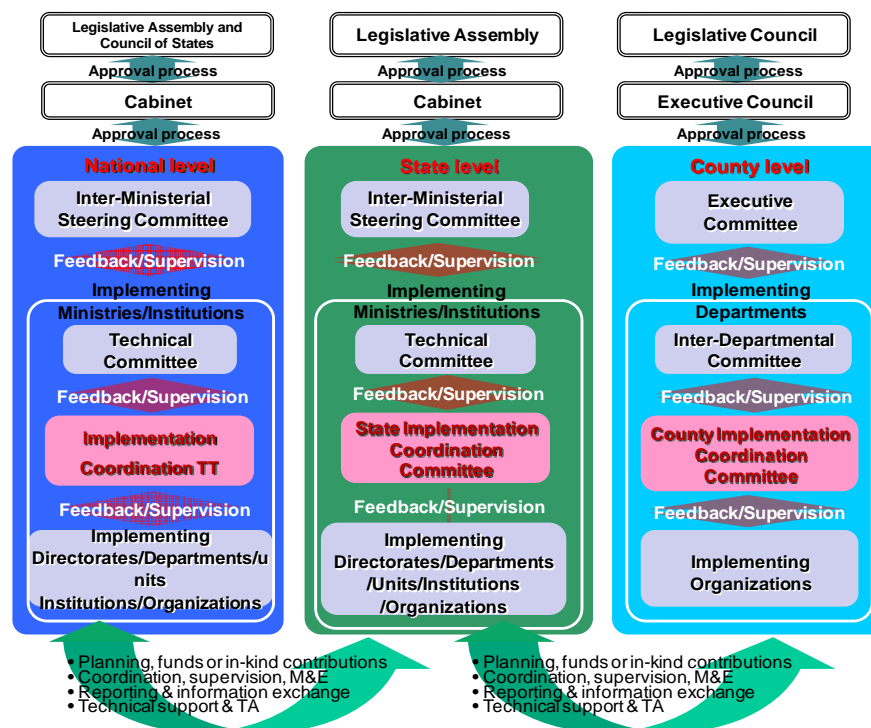 Legislative Assembly and
Council of States
Approval process
Cabinet
Approval process
National level
Inter-Ministerial
Steering Committee
Feedback/Supervision
Implementing
Ministries/Institutions
Technical
Committee
Feedback/Supervision
Implementation
Coordination TT
Feedback/Supervision
Implementing
Directorates/Departments/u
nits
Institutions/Organizations
Legislative Assembly
Approval process
Cabinet
Approval process
State level
Inter-Ministerial
Steering Committee
Feedback/Supervision
Implementing
Ministries/Institutions
Technical
Committee
Feedback/Supervision
State Implementation
Coordination
Committee
Feedback/Supervision
Implementing
Directorates/Departments
/Units/Institutions
/Organizations
Legislative Council
Approval process
Executive Council
Approval process
County level
Executive
Committee
Feedback/Supervision
Implementing
Departments
Inter-Departmental
Committee
Feedback/Supervision
County Implementation
Coordination
Committee
Feedback/Supervision
Implementing
Organizations
• Planning, funds or in-kind contributions
• Coordination, supervision, M&E
• Reporting & information exchange
• Technical support & TA
• Planning, funds or in-kind contributions
• Coordination, supervision, M&E
• Reporting & information exchange
• Technical support & TA